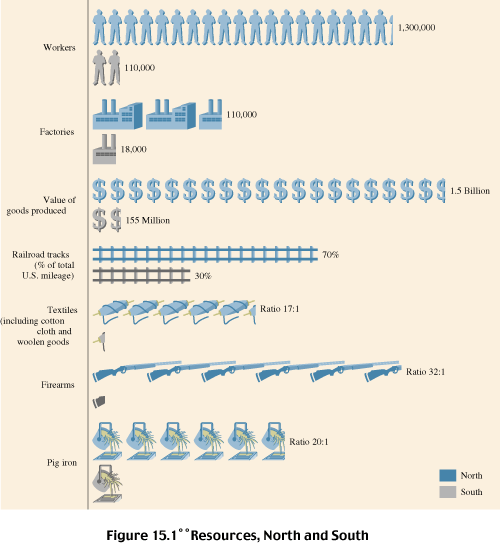 Workers
1,300,000
110,000
Factories
110,000
18,000
Value of
goods produced
$ $ $ $ $ $ $ $ $ $ $ $ $ $ $ $ $ $ $ $
1.5 Billion
$ $
155 Million
Railroad tracks
(% of total
U.S. mileage)
70%
30%
Textiles
(including cotton
cloth and
woolen goods
Ratio 17:1
Firearms
Ratio 32:1
Pig iron
Ratio 20:1
North
South
Figure 15.1°°Resources, North and South